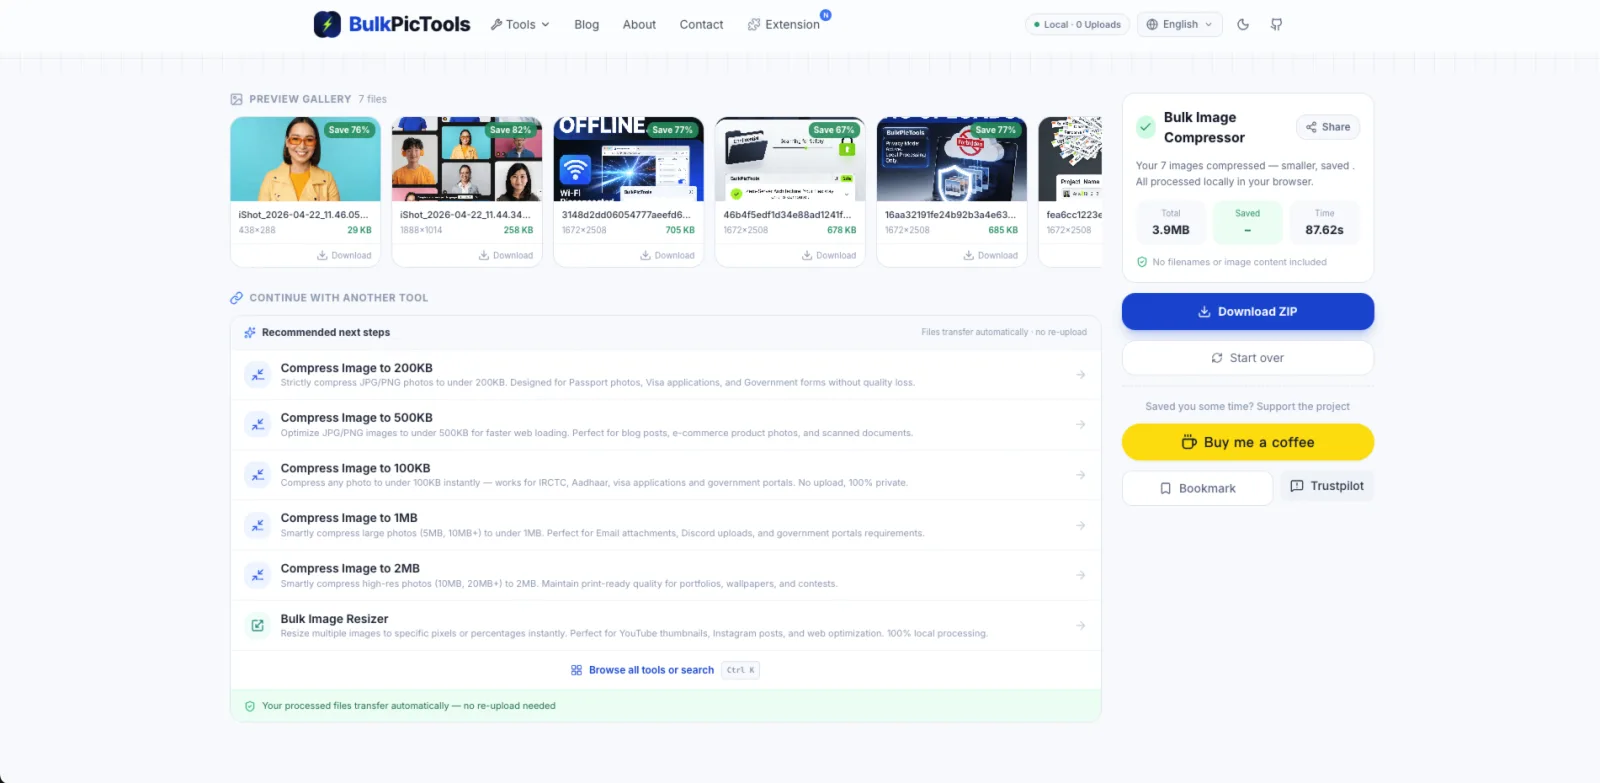 BulkPicTools
Tools
Blog
About
Contact
Extension
N
Local · 0 Uploads
English
PREVIEW GALLERY 7 files
Save 76%
iShot_2026-04-22_11.46.05...
438×288 29 KB
Download
Save 82%
iShot_2026-04-22_11.44.34...
1888×1014 258 KB
Download
OFFLINE
Save 77%
Wi-Fi
BulkPicTools
3148d2dd06054777aeefd6...
1672×2508 705 KB
Download
Save 67%
BulkPicTools
46b4f5edf1d34e88ad1241f...
1672×2508 678 KB
Download
Save 77%
BulkPicTools
Privacy Mode
Active:
Local Processing
Only
Forbidden
16aa32191fe24b92b3a4e63...
1672×2508 685 KB
Download
Project Name
fea6cc1223e
1672×2508
Bulk Image
Compressor
Share
Your 7 images compressed — smaller, saved .
All processed locally in your browser.
Total
3.9MB
Saved
–
Time
87.62s
No filenames or image content included
Download ZIP
Start over
Saved you some time? Support the project
Buy me a coffee
Bookmark
Trustpilot
CONTINUE WITH ANOTHER TOOL
Recommended next steps
Files transfer automatically · no re-upload
Compress Image to 200KB
Strictly compress JPG/PNG photos to under 200KB. Designed for Passport photos, Visa applications, and Government forms without quality loss.
Compress Image to 500KB
Optimize JPG/PNG images to under 500KB for faster web loading. Perfect for blog posts, e-commerce product photos, and scanned documents.
Compress Image to 100KB
Compress any photo to under 100KB instantly — works for IRCTC, Aadhaar, visa applications and government portals. No upload, 100% private.
Compress Image to 1MB
Smartly compress large photos (5MB, 10MB+) to under 1MB. Perfect for Email attachments, Discord uploads, and government portals requirements.
Compress Image to 2MB
Smartly compress high-res photos (10MB, 20MB+) to 2MB. Maintain print-ready quality for portfolios, wallpapers, and contests.
Bulk Image Resizer
Resize multiple images to specific pixels or percentages instantly. Perfect for YouTube thumbnails, Instagram posts, and web optimization. 100% local processing.
Browse all tools or search Ctrl K
Your processed files transfer automatically — no re-upload needed